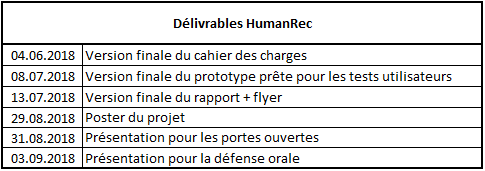 Délivrables HumanRec
04.06.2018 Version finale du cahier des charges
08.07.2018 Version finale du prototype prête pour les tests utilisateurs
13.07.2018 Version finale du rapport + flyer
29.08.2018 Poster du projet
31.08.2018 Présentation pour les portes ouvertes
03.09.2018 Présentation pour la défense orale